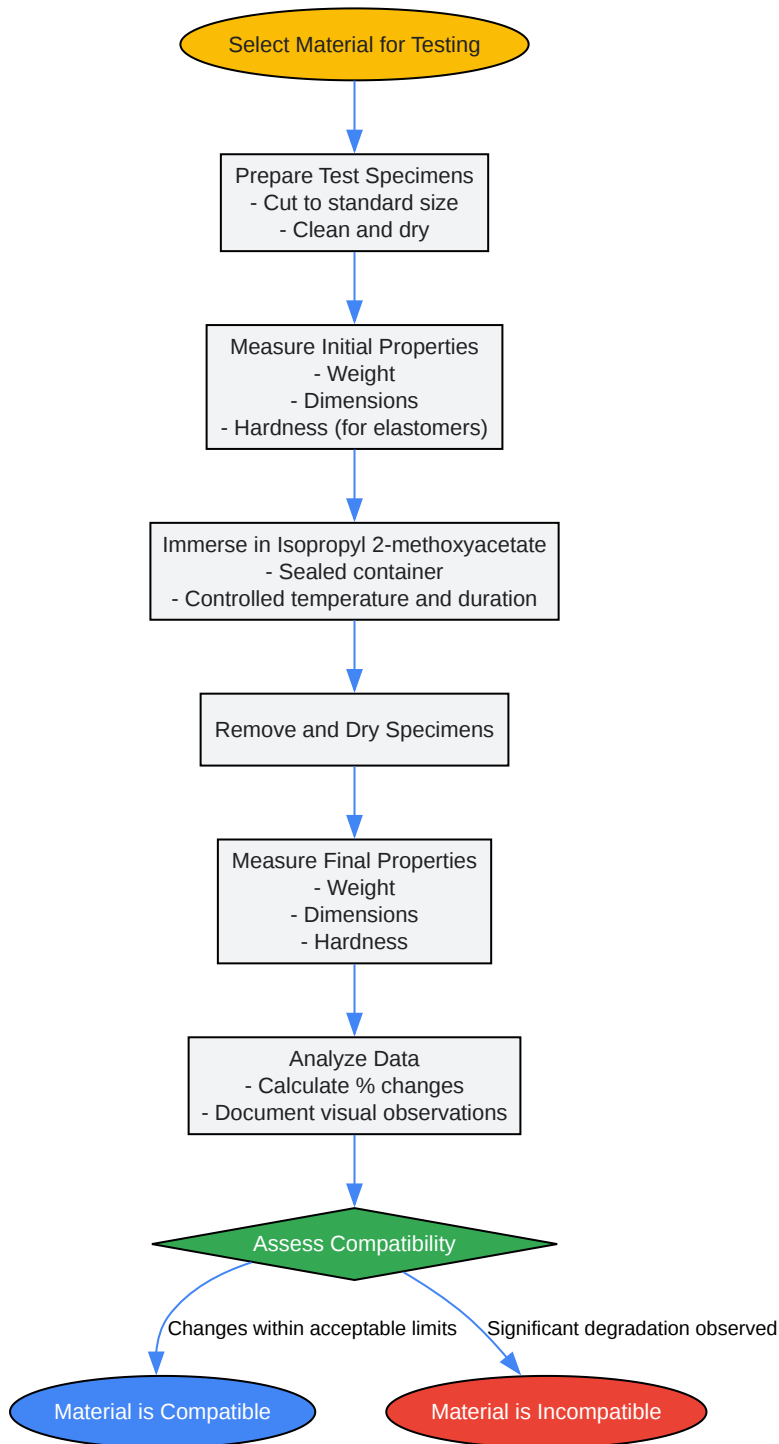 Select Material for Testing
Prepare Test Specimens
- Cut to standard size
- Clean and dry
Measure Initial Properties
- Weight
- Dimensions
- Hardness (for elastomers)
Immerse in Isopropyl 2-methoxyacetate
- Sealed container
- Controlled temperature and duration
Remove and Dry Specimens
Measure Final Properties
- Weight
- Dimensions
- Hardness
Analyze Data
- Calculate % changes
- Document visual observations
Assess Compatibility
Changes within acceptable limits
Significant degradation observed
Material is Compatible
Material is Incompatible